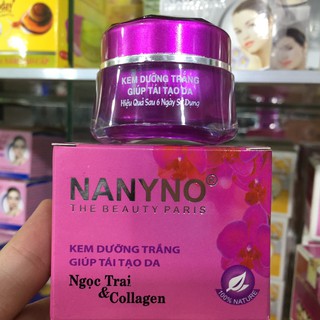 KEM DƯỠNG TRẮNG
GIÚP TÁI TẠO DA
Hiệu Quả Sau 6 Ngày Sử Dụng
NANYNO®
THE BEAUTY PARIS
KEM DƯỠNG TRẮNG
GIÚP TÁI TẠO DA
Ngọc Trai
& Collagen
100% NATURE